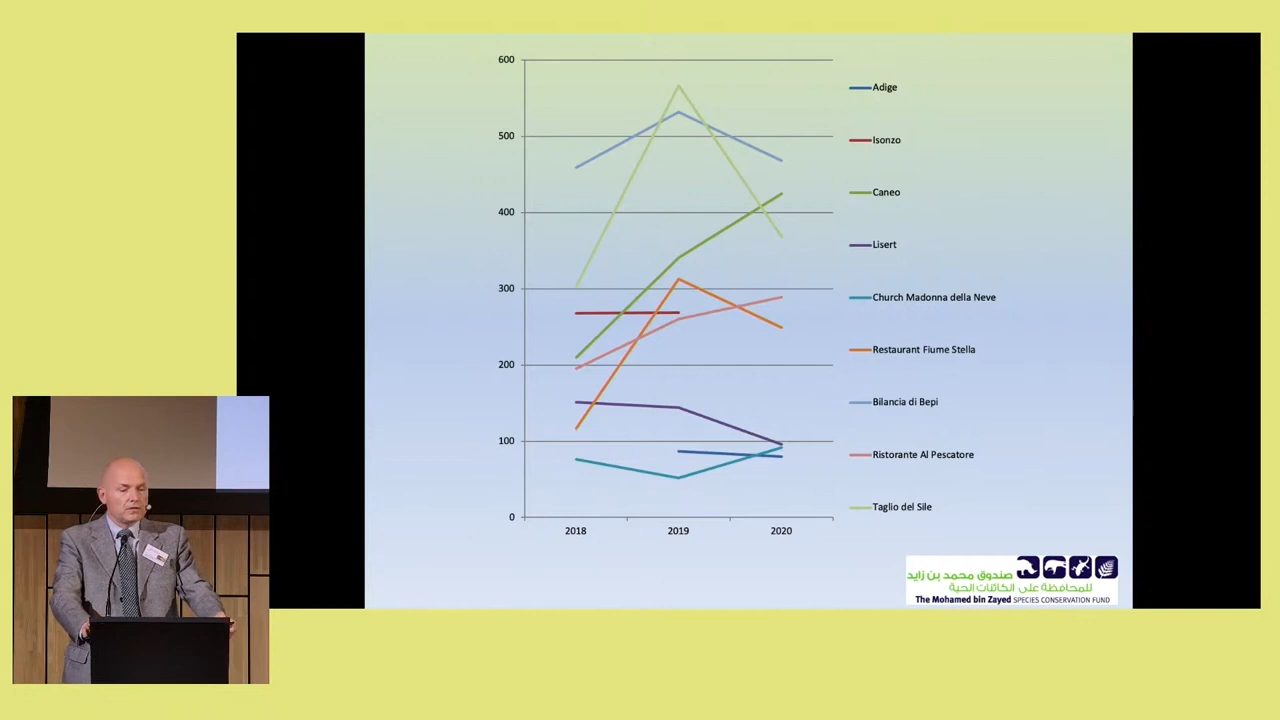 600
500
400
300
200
100
0
2018 2019 2020
Adige
Isonzo
Caneo
Lisert
Church Madonna della Neve
Restaurant Fiume Stella
Bilancia di Bepi
Ristorante Al Pescatore
Taglio del Sile
صندوق محمد بن زايد
للمحافظة على الكائنات الحية
The Mohamed bin Zayed SPECIES CONSERVATION FUND